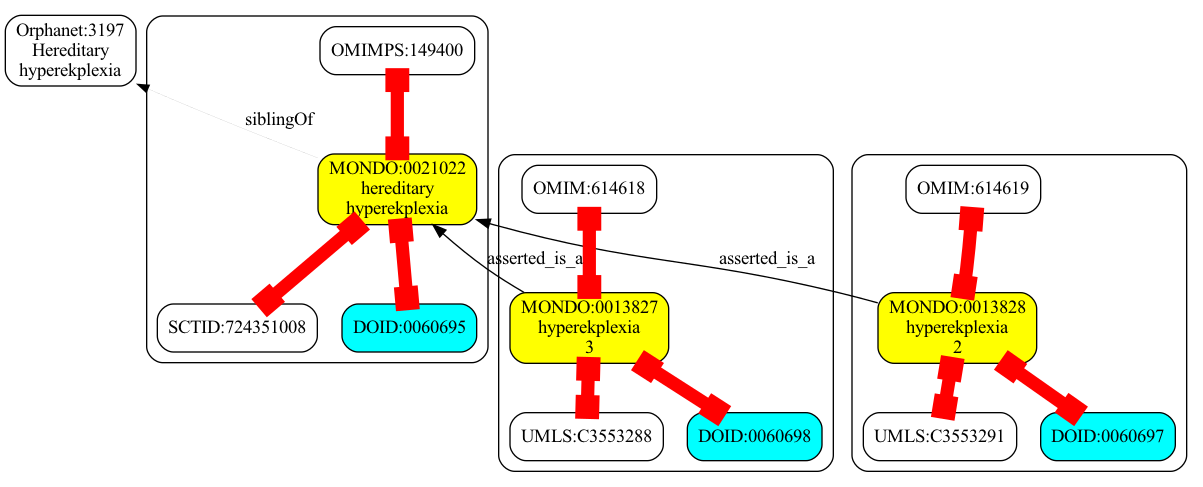 Orphanet:3197
Hereditary
hyperekplexia
OMIMPS:149400
siblingOf
MONDO:0021022
hereditary
hyperekplexia
SCTID:724351008
DOID:0060695
OMIM:614618
asserted_is_a
MONDO:0013827
hyperekplexia
3
UMLS:C3553288
DOID:0060698
OMIM:614619
asserted_is_a
MONDO:0013828
hyperekplexia
2
UMLS:C3553291
DOID:0060697